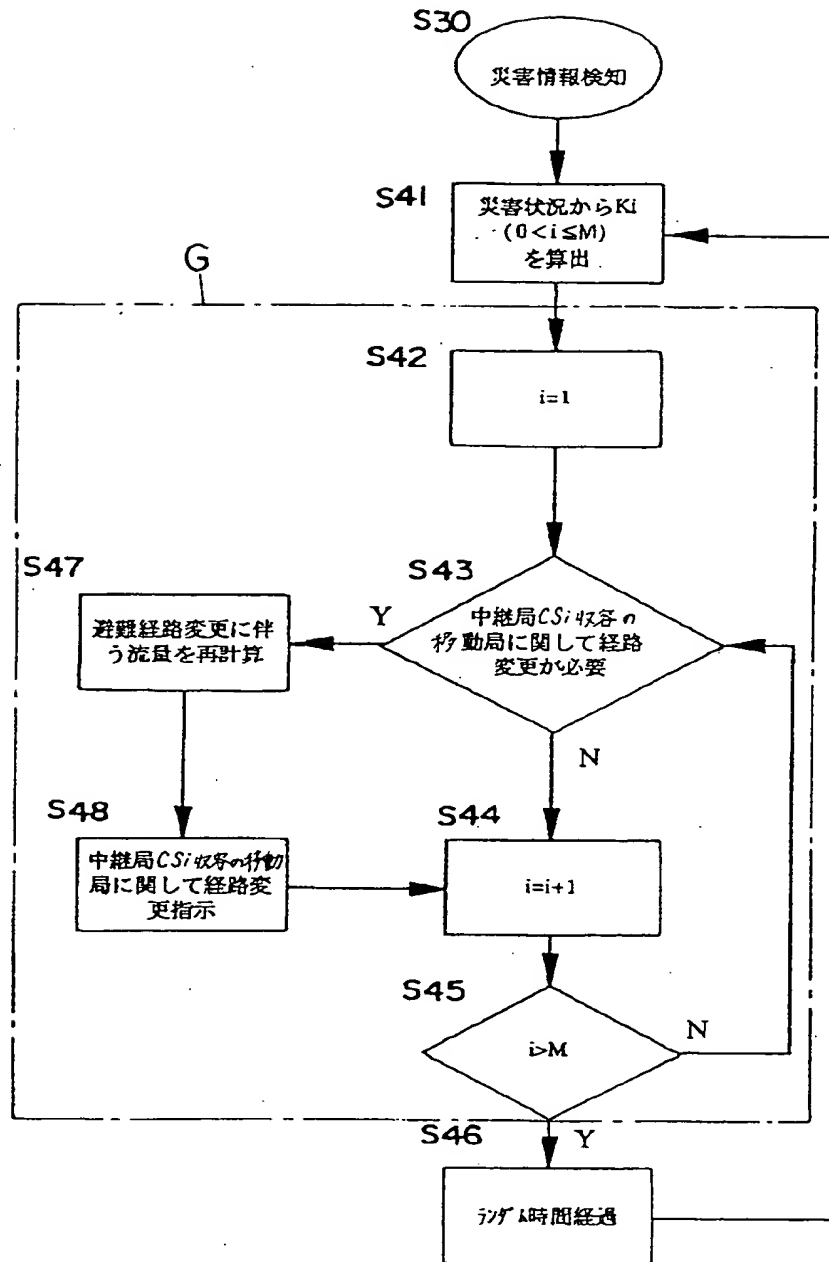 S30
災害情報検知
S41
災害状況からKi
(0<i≤M)
を算出
G
S42
i=1
S43
中継局CSi収容の
移動局に関して経路
変更が必要
Y
N
S47
避難経路変更に伴
う流量を再計算
S48
中継局CSi収容の移動
局に関して経路変
更指示
S44
i=i+1
S45
i>M
N
Y
S46
ランダム時間経過